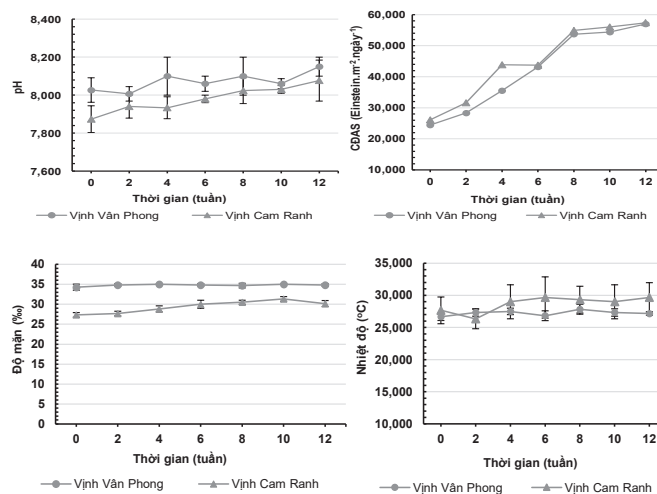 8,400
8,200
8,000
7,800
7,600
pH
0 2 4 6 8 10 12
Thời gian (tuần)
Vịnh Vân Phong Vịnh Cam Ranh
60,000
50,000
40,000
30,000
20,000
10,000
CĐAS (Einstein.m-2.ngày-1)
0 2 4 6 8 10 12
Thời gian (tuần)
Vịnh Vân Phong Vịnh Cam Ranh
40
35
30
25
20
15
10
5
0
Độ mặn (‰)
0 2 4 6 8 10 12
Thời gian (tuần)
Vịnh Vân Phong Vịnh Cam Ranh
35,000
30,000
25,000
20,000
15,000
10,000
Nhiệt độ (oC)
0 2 4 6 8 10 12
Thời gian (tuần)
Vịnh Vân Phong Vịnh Cam Ranh